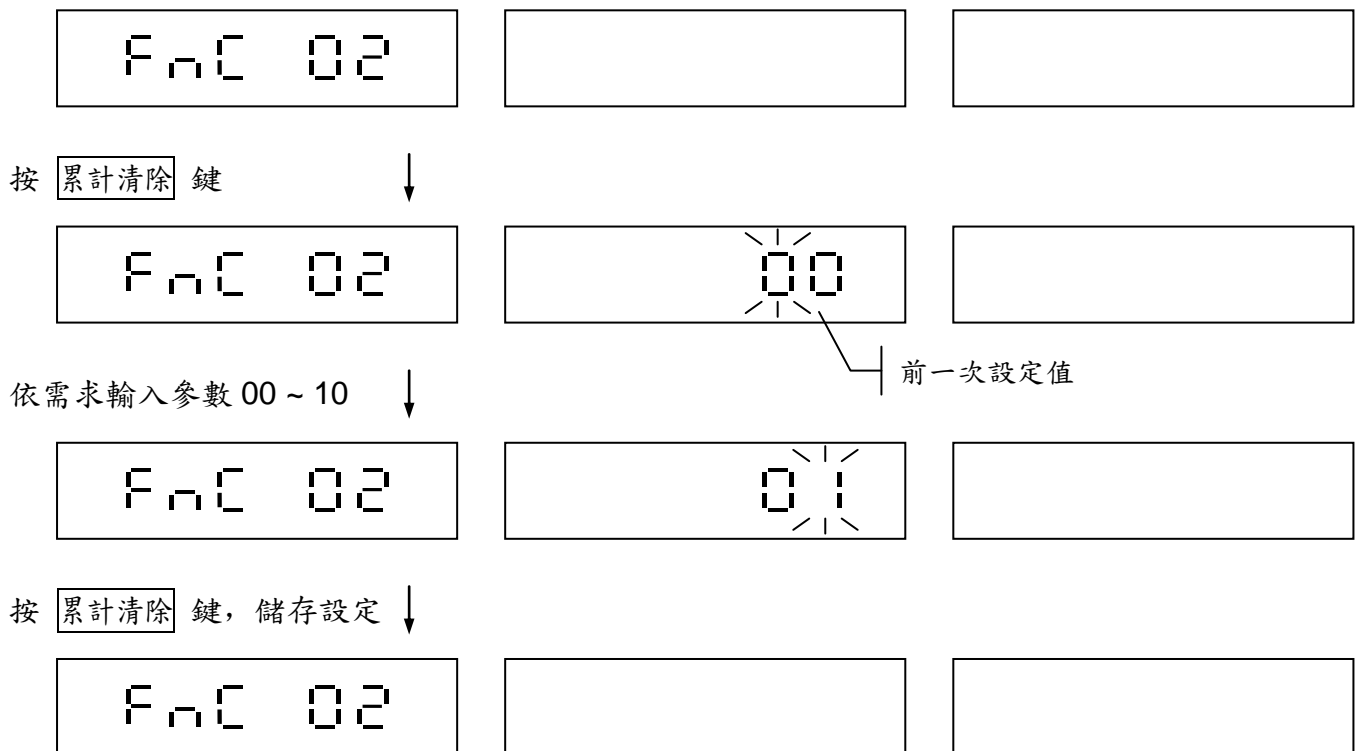 FnC 02
按 累計清除 鍵
FnC 02 00
前一次設定值
依需求輸入參數 00 ~ 10
FnC 02 01
按 累計清除 鍵，儲存設定
FnC 02